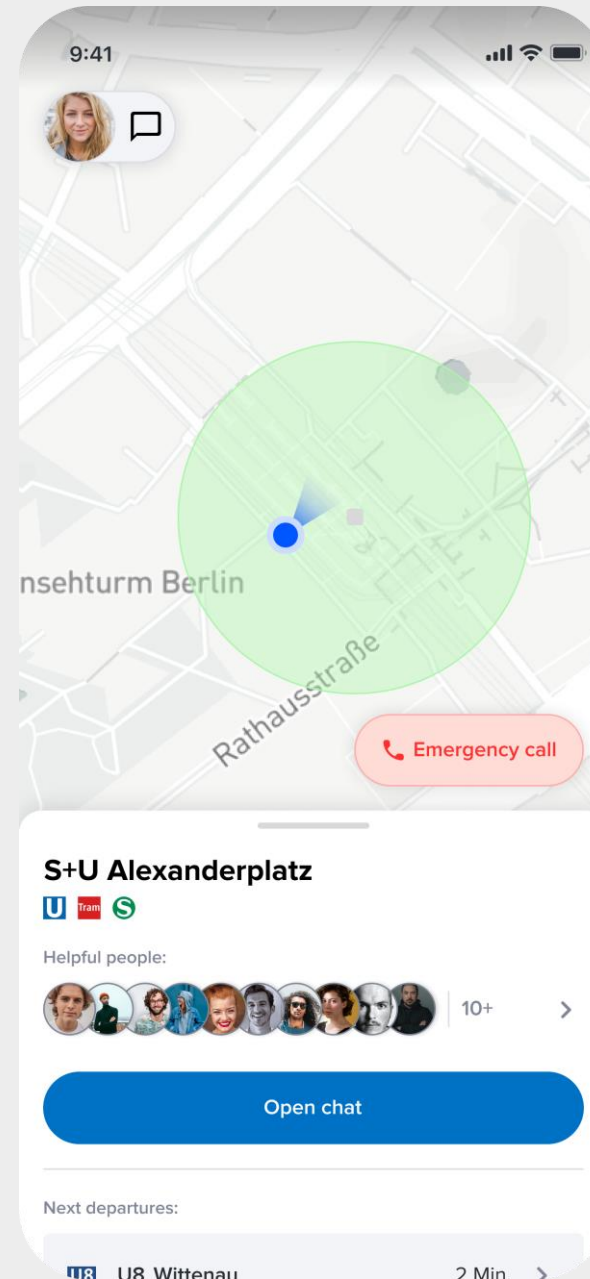 9:41
nsehturm Berlin
Rathausstraße
Emergency call
S+U Alexanderplatz
U Tram S
Helpful people:
10+
Open chat
Next departures:
U8 U8 Wittenau 2 Min